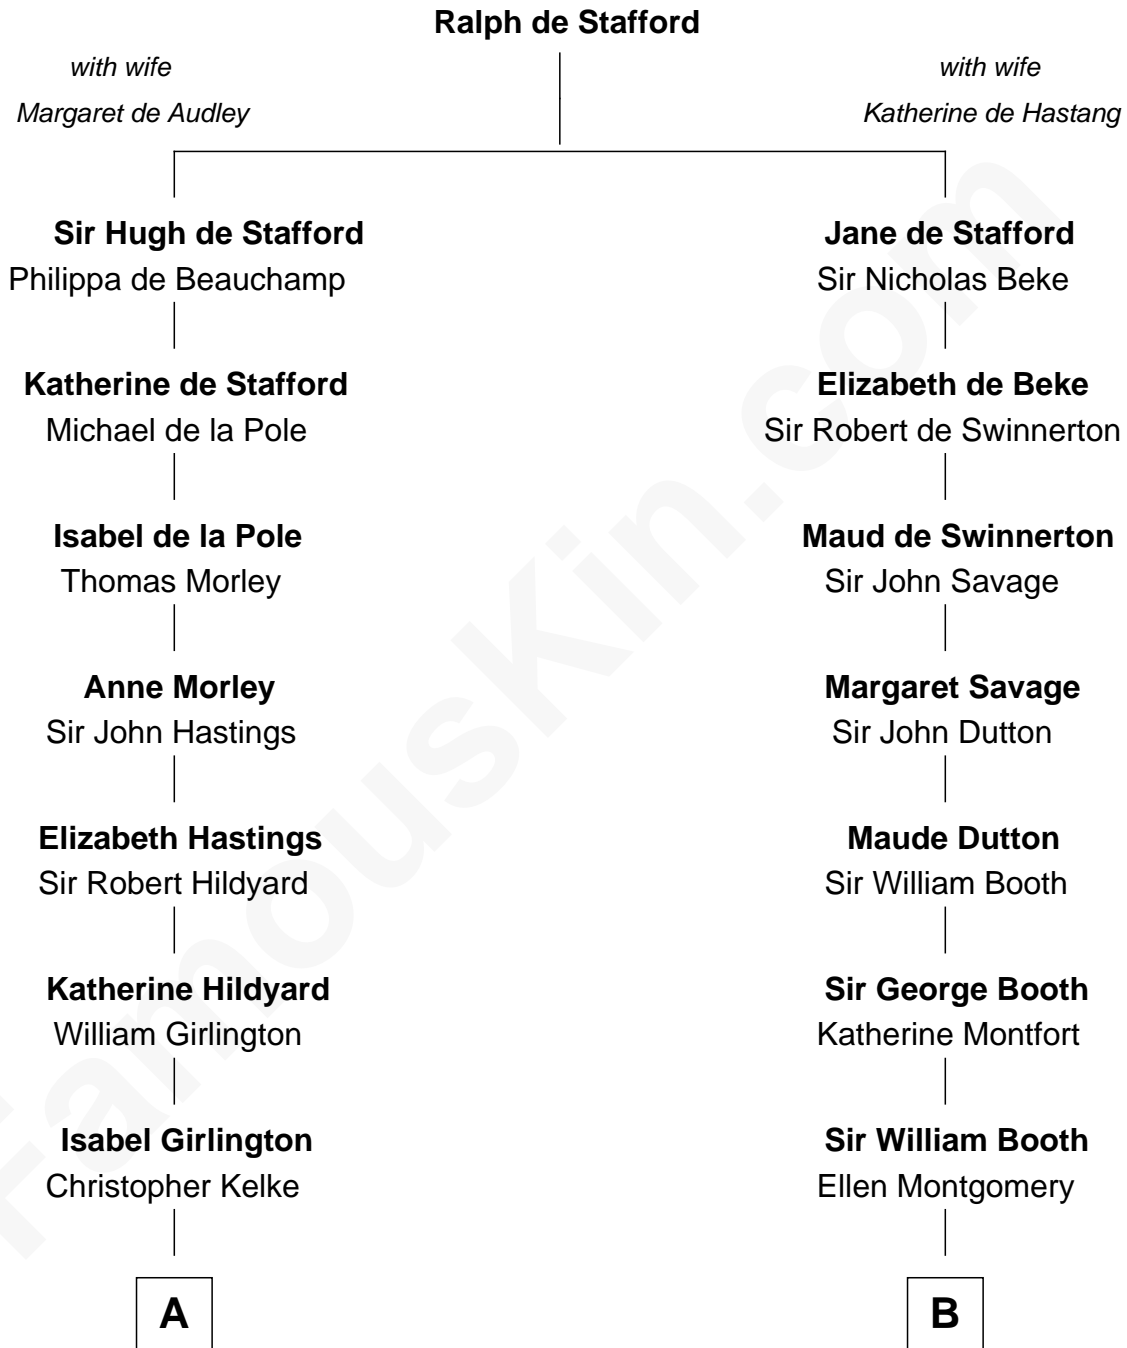 Ralph de Stafford
with wife
Margaret de Audley
with wife
Katherine de Hastang
Sir Hugh de Stafford
Philippa de Beauchamp
Jane de Stafford
Sir Nicholas Beke
Katherine de Stafford
Michael de la Pole
Elizabeth de Beke
Sir Robert de Swinnerton
Isabel de la Pole
Thomas Morley
Maud de Swinnerton
Sir John Savage
Anne Morley
Sir John Hastings
Margaret Savage
Sir John Dutton
Elizabeth Hastings
Sir Robert Hildyard
Maude Dutton
Sir William Booth
Katherine Hildyard
William Girlington
Sir George Booth
Katherine Montfort
Isabel Girlington
Christopher Kelke
Sir William Booth
Ellen Montgomery
A
B
FamousKin.com